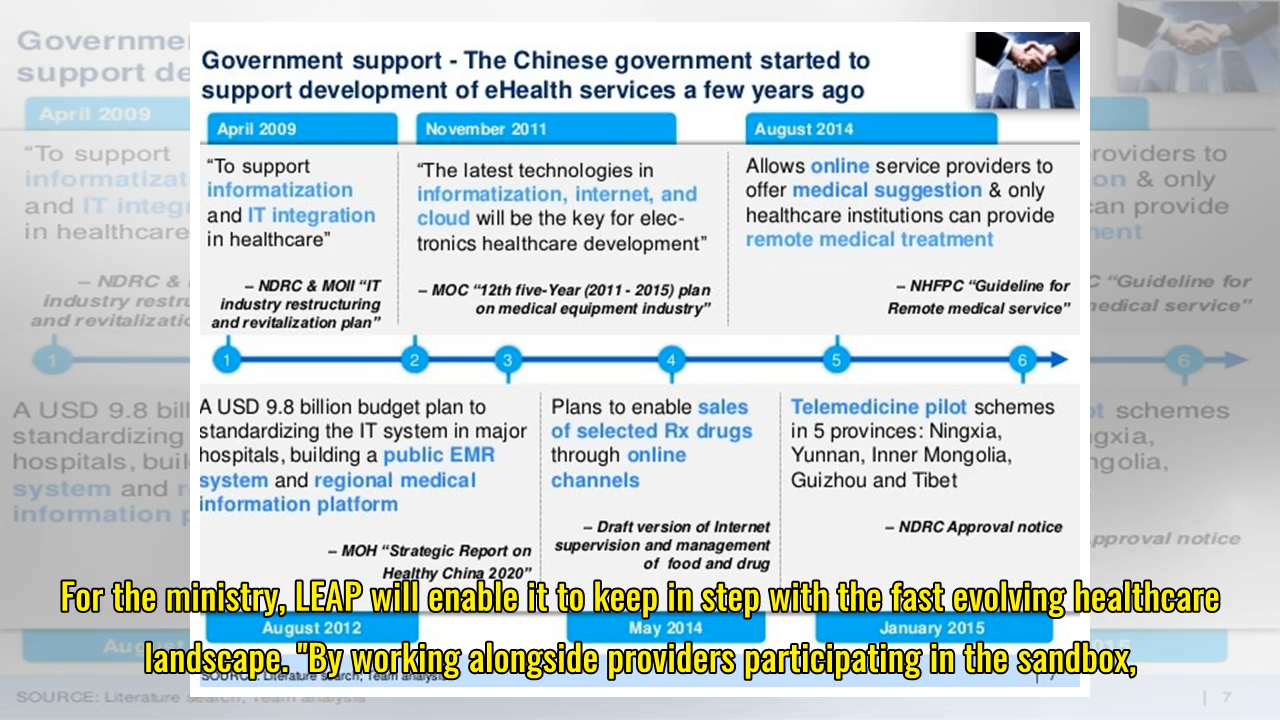 Government support - The Chinese government started to
support development of eHealth services a few years ago
April 2009
November 2011
August 2014
“To support
informatization
and IT integration
in healthcare”
– NDRC & MOII “IT
industry restructuring
and revitalization plan”
“The latest technologies in
informatization, internet, and
cloud will be the key for elec-
tronics healthcare development”
– MOC “12th five-Year (2011 - 2015) plan
on medical equipment industry”
Allows online service providers to
offer medical suggestion & only
healthcare institutions can provide
remote medical treatment
– NHFPC “Guideline for
Remote medical service”
1
2
3
4
5
6
A USD 9.8 billion budget plan to
standardizing the IT system in major
hospitals, building a public EMR
system and regional medical
information platform
– MOH “Strategic Report on
Healthy China 2020”
Plans to enable sales
of selected Rx drugs
through online
channels
– Draft version of Internet
supervision and management
of food and drug
Telemedicine pilot schemes
in 5 provinces: Ningxia,
Yunnan, Inner Mongolia,
Guizhou and Tibet
– NDRC Approval notice
August 2012
May 2014
January 2015
SOURCE: Literature search; Team analysis
| 7
For the ministry, LEAP will enable it to keep in step with the fast evolving healthcare
landscape. "By working alongside providers participating in the sandbox,